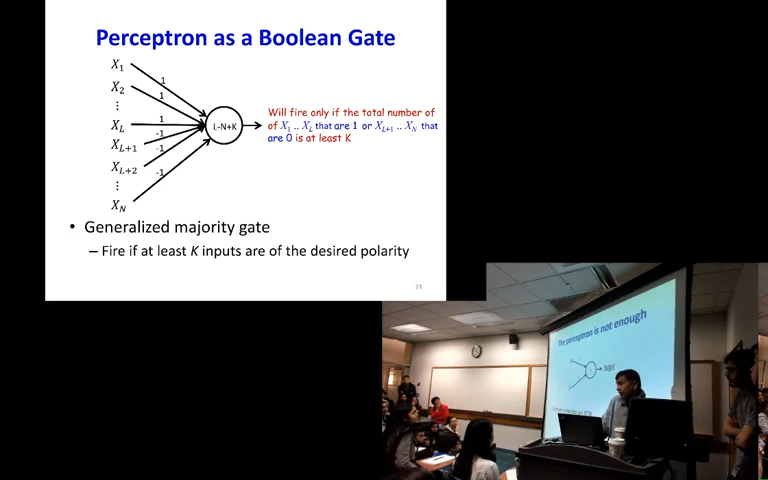 Perceptron as a Boolean Gate
X1
X2
⋮
XL
XL+1
XL+2
⋮
XN
1
1
1
-1
-1
-1
L-N+K
Will fire only if the total number of
of X1 .. XL that are 1 or XL+1 .. XN that
are 0 is at least K
• Generalized majority gate
– Fire if at least K inputs are of the desired polarity
The perceptron is not enough